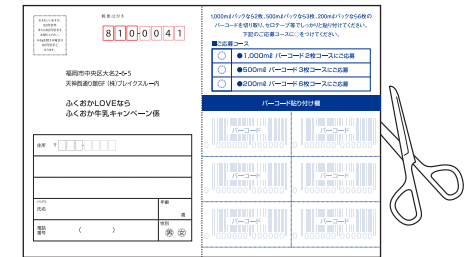 郵便はがき
810-0041
福岡市中央区大名2-6-5
天神西通り館5F (株)ブレイクスルー内
ふくおかLOVEなら
ふくおか牛乳キャンペーン係
住所 〒
氏名
年齢
歳
電話
番号
(　　　)
性別
男 女
1,000mlパックなら2枚、500mlパックなら3枚、200mlパックなら6枚の
バーコードを切り取り、セロテープ等でしっかりと貼り付けてください。
下記のご応募コースに○をつけてください。
■ご応募コース
●1,000mℓ バーコード2枚コースにご応募
●500mℓ バーコード3枚コースにご応募
●200mℓ バーコード6枚コースにご応募
バーコード貼り付け欄
バーコード
バーコード
バーコード
バーコード
バーコード
バーコード